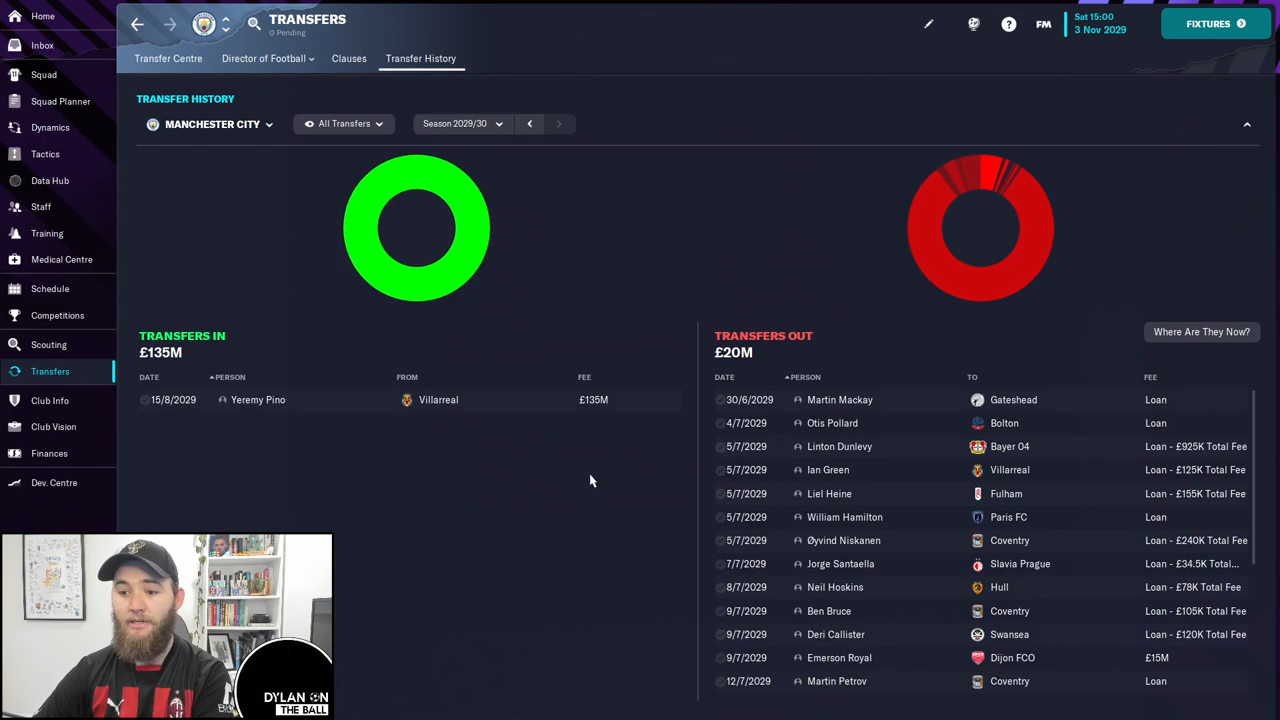 Home
Inbox
Squad
Squad Planner
Dynamics
Tactics
Data Hub
Staff
Training
Medical Centre
Schedule
Competitions
Scouting
Transfers
Club Info
Club Vision
Finances
Dev. Centre
TRANSFERS
0 Pending
FM
Sat 15:00
3 Nov 2029
FIXTURES
Transfer Centre
Director of Football
Clauses
Transfer History
TRANSFER HISTORY
MANCHESTER CITY
All Transfers
Season 2029/30
TRANSFERS IN
£135M
DATE PERSON FROM FEE
15/8/2029 Yeremy Pino Villarreal £135M
TRANSFERS OUT
£20M
Where Are They Now?
DATE PERSON TO FEE
30/6/2029 Martin Mackay Gateshead Loan
4/7/2029 Otis Pollard Bolton Loan
5/7/2029 Linton Dunlevy Bayer 04 Loan - £925K Total Fee
5/7/2029 Ian Green Villarreal Loan - £125K Total Fee
5/7/2029 Liel Heine Fulham Loan - £155K Total Fee
5/7/2029 William Hamilton Paris FC Loan
5/7/2029 Øyvind Niskanen Coventry Loan - £240K Total Fee
7/7/2029 Jorge Santaella Slavia Prague Loan - £34.5K Total...
8/7/2029 Neil Hoskins Hull Loan - £78K Total Fee
9/7/2029 Ben Bruce Coventry Loan - £105K Total Fee
9/7/2029 Deri Callister Swansea Loan - £120K Total Fee
9/7/2029 Emerson Royal Dijon FCO £15M
12/7/2029 Martin Petrov Coventry Loan
DYLAN ON
THE BALL